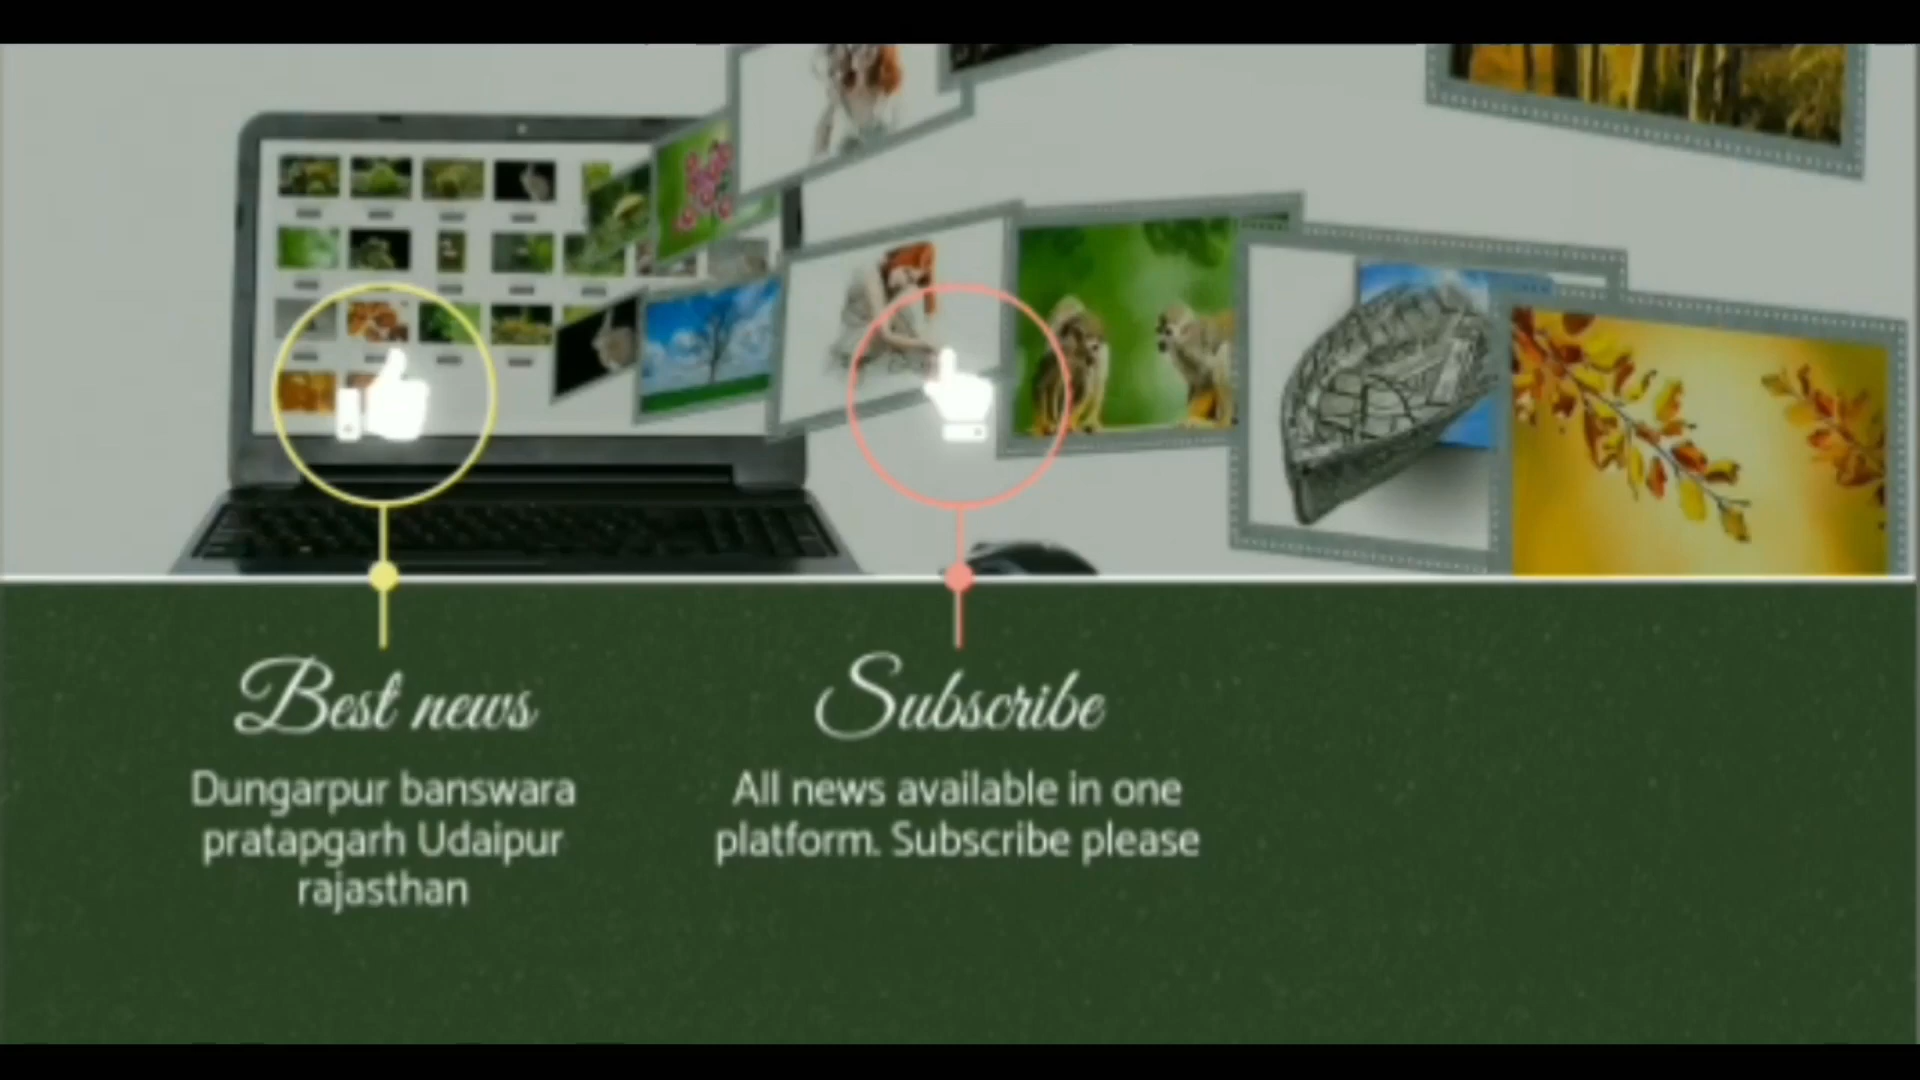 Best news
Dungarpur banswara
pratapgarh Udaipur
rajasthan
Subscribe
All news available in one
platform. Subscribe please